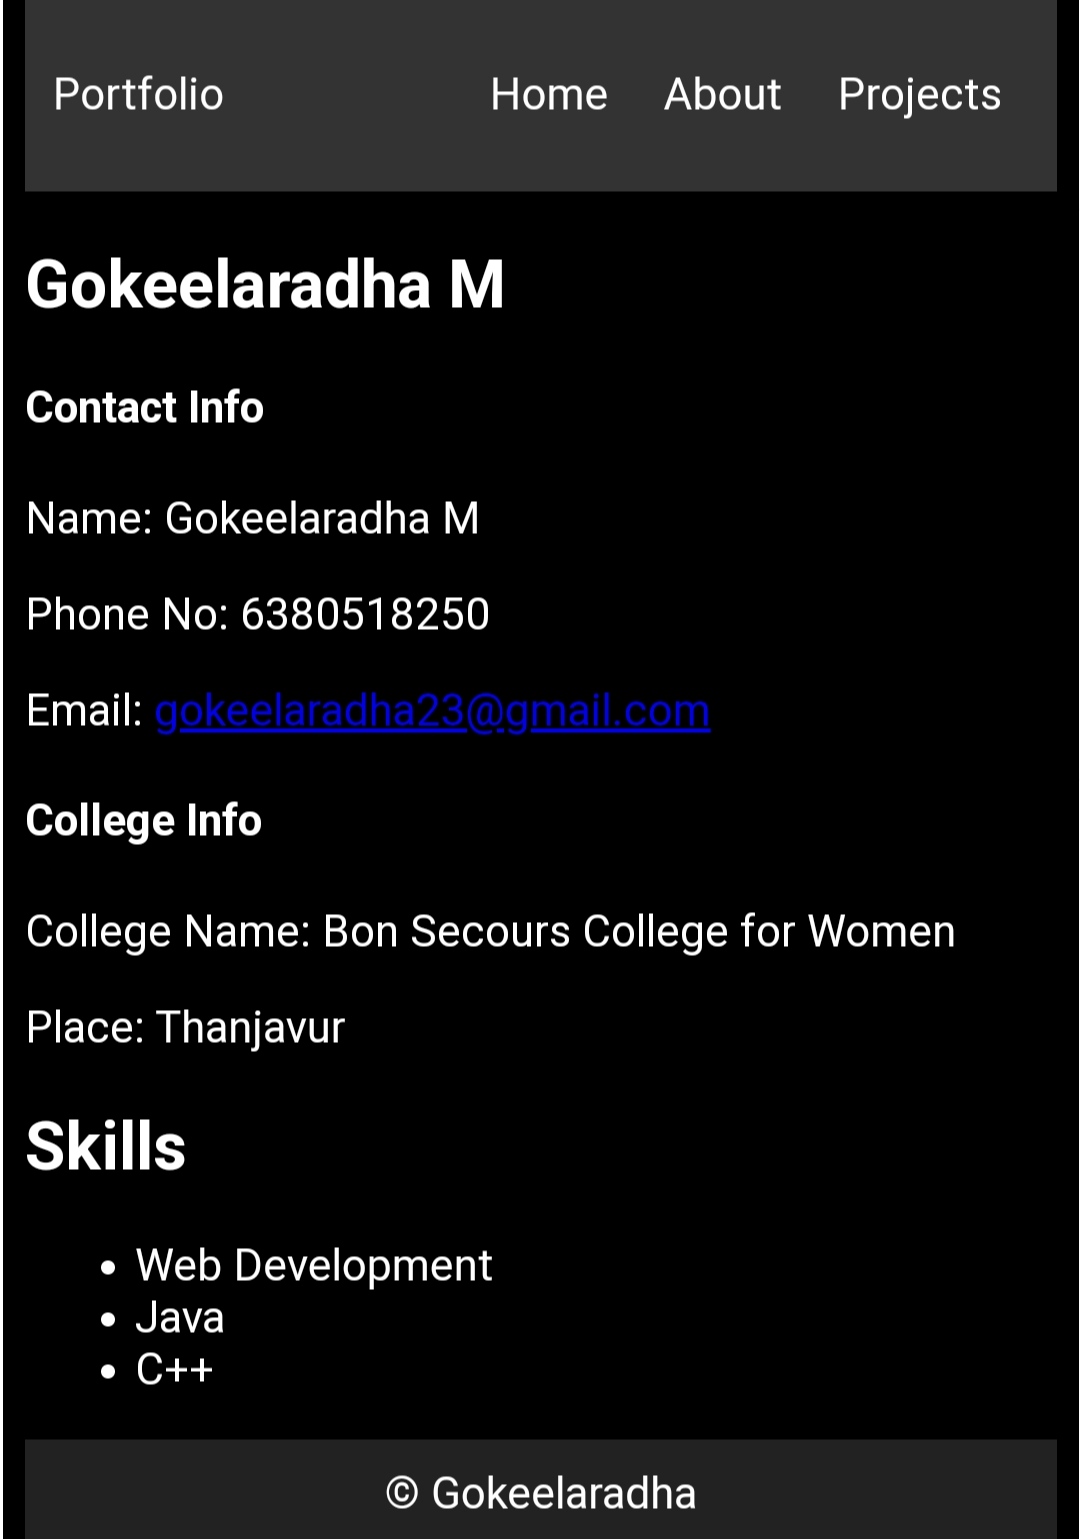 Portfolio Home About Projects
Gokeelaradha M
Contact Info
Name: Gokeelaradha M
Phone No: 6380518250
Email: gokeelaradha23@gmail.com
College Info
College Name: Bon Secours College for Women
Place: Thanjavur
Skills
• Web Development
• Java
• C++
© Gokeelaradha